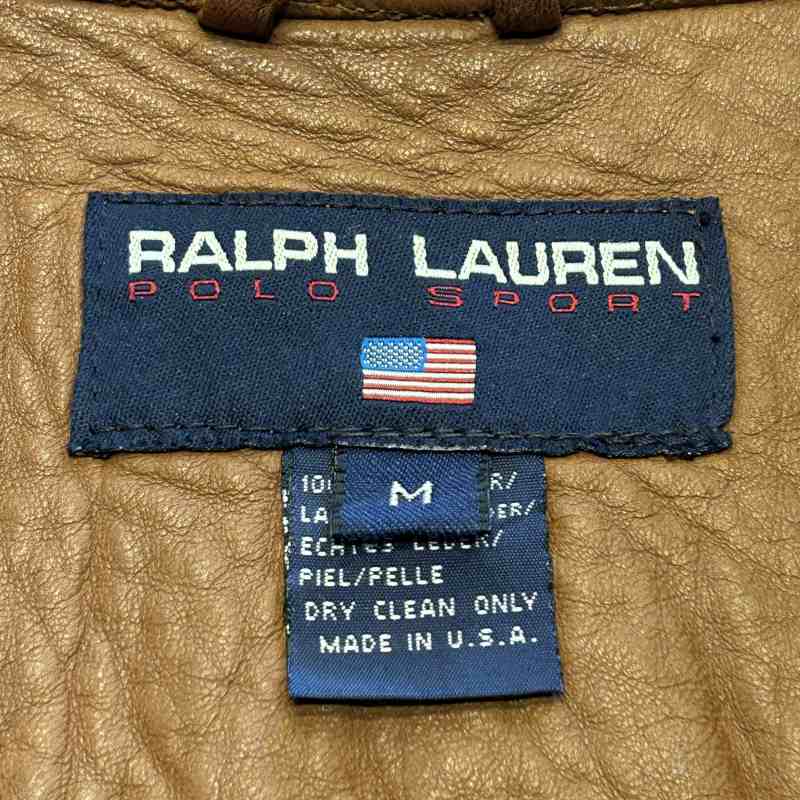 RALPH LAUREN
POLO SPORT
M
PIEL/PELLE
DRY CLEAN ONLY
MADE IN U.S.A.